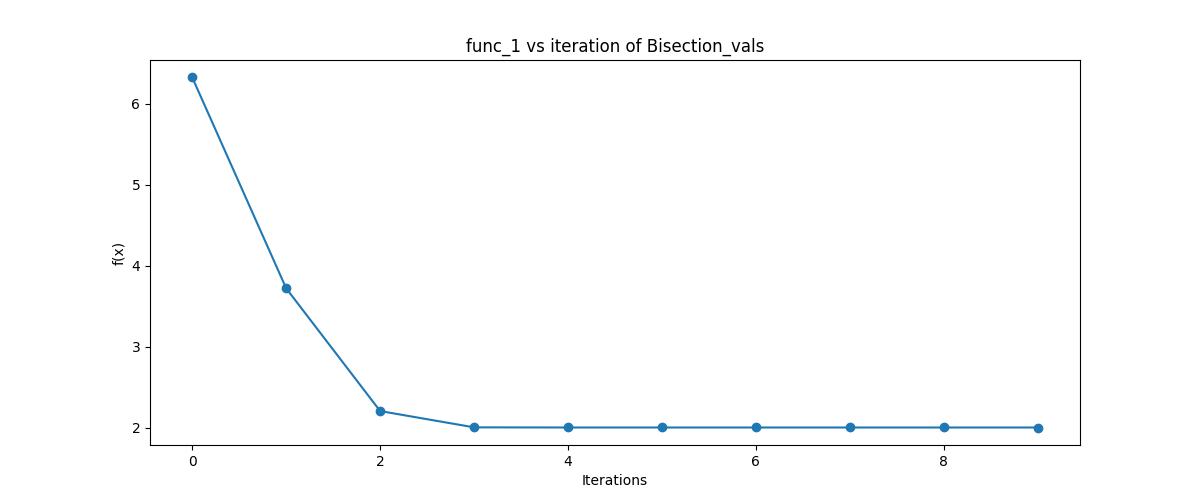 func_1 vs iteration of Bisection_vals
6
5
4
3
2
f(x)
0 2 4 6 8
Iterations